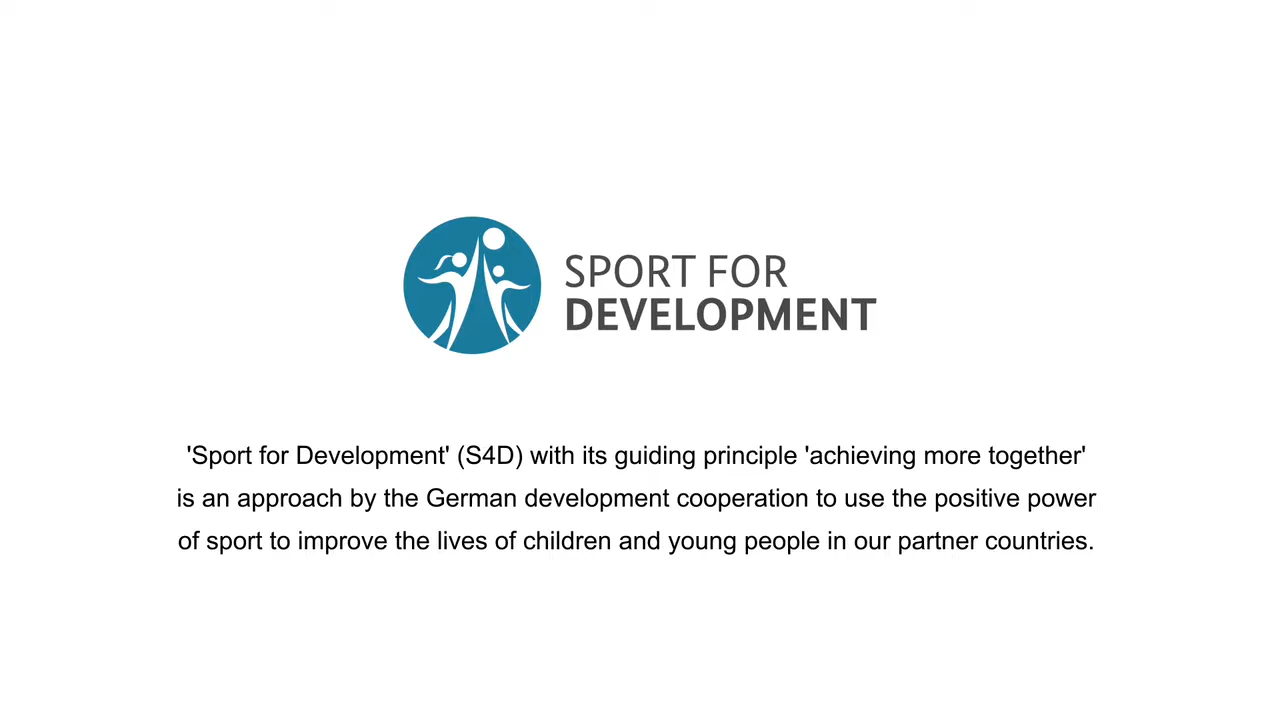 SPORT FOR
DEVELOPMENT
'Sport for Development' (S4D) with its guiding principle 'achieving more together'
is an approach by the German development cooperation to use the positive power
of sport to improve the lives of children and young people in our partner countries.